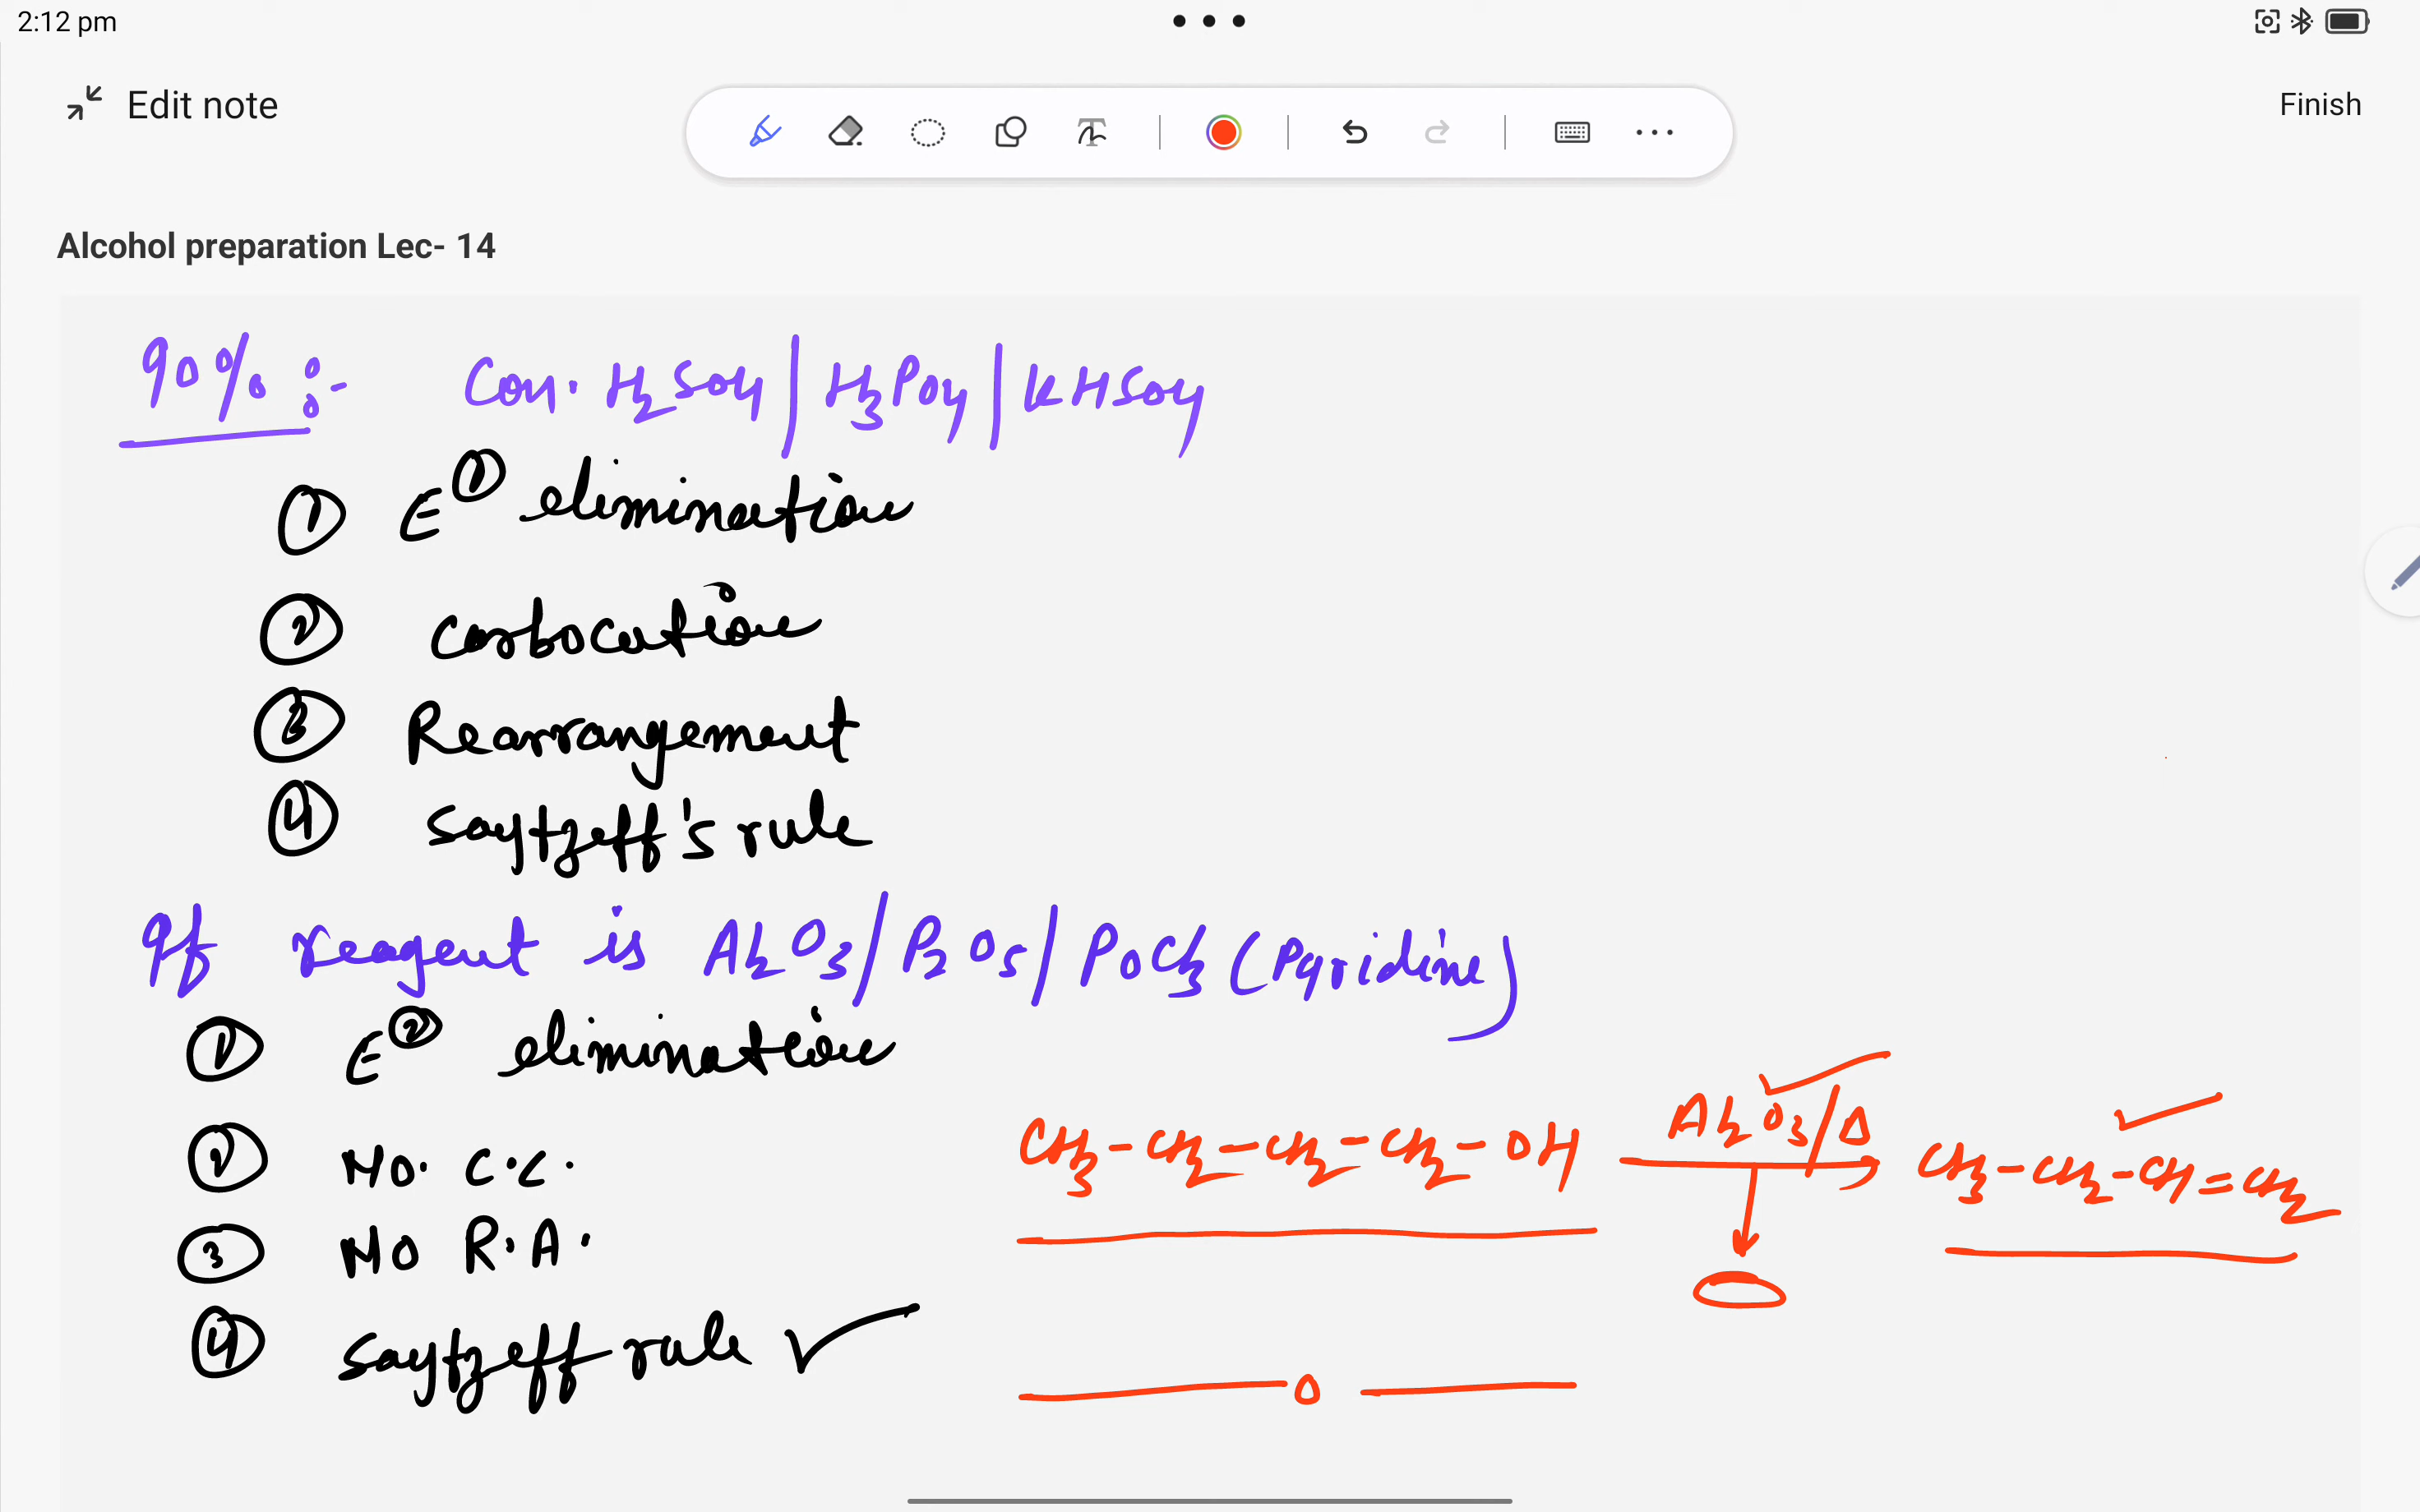 2:12 pm
Edit note
Finish
Alcohol preparation Lec- 14
90% :- Con. H2SO4 | H3PO4 | KHSO4
① E① elimination
② Carbocation
③ Rearrangement
④ Saytzeff's rule
If reagent is Al2O3/P2O5/POCl3 (Pyridine)
① E② elimination
② No. C.C.
③ No R.A.
④ Saytzeff rule ✓
CH3-CH2-CH2-CH2-OH Al2O3/Δ CH3-CH2-CH=CH2